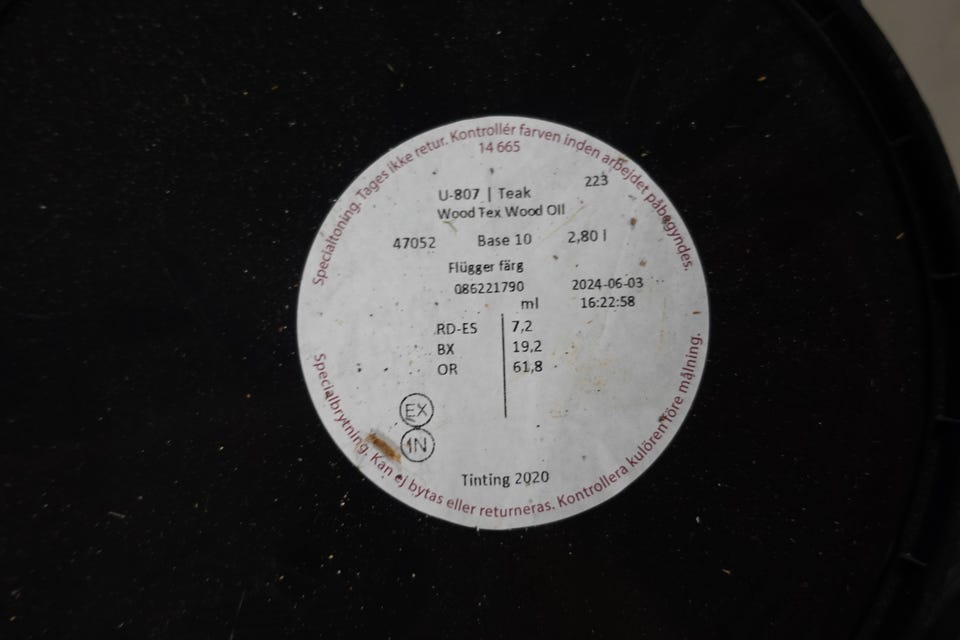 Specialtoning. Tages ikke retur. Kontrollér farven inden arbejdet påbegyndes.
14 665
223
U-807 | Teak
Wood Tex Wood OIl
47052 Base 10 2,80 l
Flügger färg
086221790 2024-06-03
ml 16:22:58
RD-ES 7,2
BX 19,2
OR 61,8
EX
1N
Tinting 2020
Specialbrytning. Kan ej bytas eller returneras. Kontrollera kulören före målning.